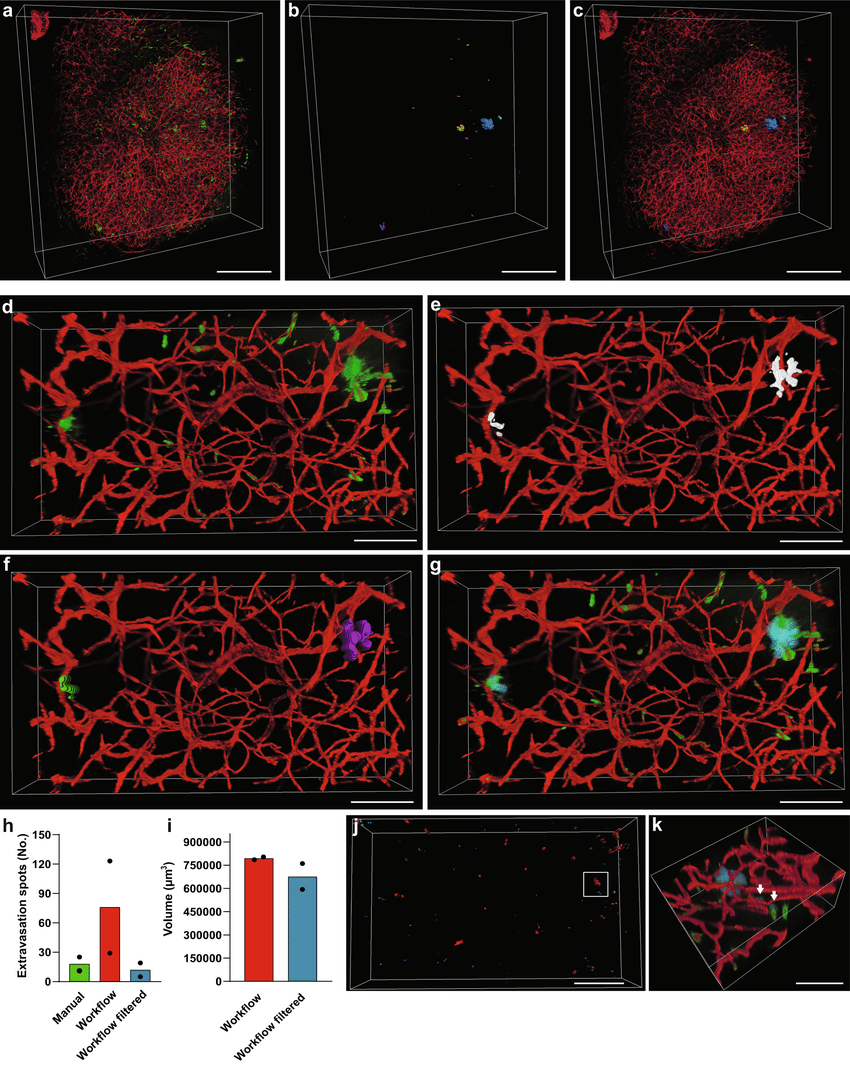 a
b
c
d
e
f
g
h
150
120
90
60
30
0
Extravasation spots (No.)
Manual
Workflow
Workflow filtered
i
900000
750000
600000
450000
300000
150000
0
Volume (µm³)
Workflow
Workflow filtered
j
k